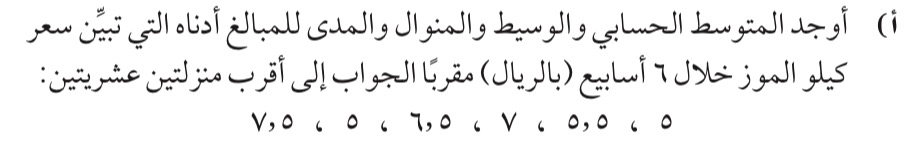 أ) أوجد المتوسط الحسابي والوسيط والمنوال والمدى للمبالغ أدناه التي تبيِّن سعر
كيلو الموز خلال ٦ أسابيع (بالريال) مقربًا الجواب إلى أقرب منزلتين عشريتين:
٥ ، ٥,٥ ، ٧ ، ٦,٥ ، ٥ ، ٧,٥